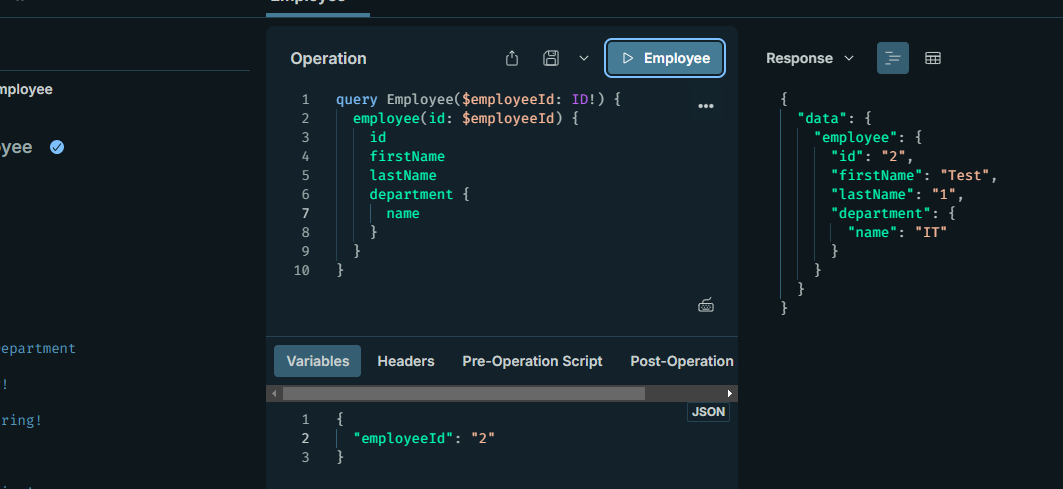 Employee
mployee
yee
epartment
!
ring!
Operation
Employee
1 query Employee($employeeId: ID!) {
2 employee(id: $employeeId) {
3 id
4 firstName
5 lastName
6 department {
7 name
8 }
9 }
10 }
Variables Headers Pre-Operation Script Post-Operation
JSON
1 {
2 "employeeId": "2"
3 }
Response
{
"data": {
"employee": {
"id": "2",
"firstName": "Test",
"lastName": "1",
"department": {
"name": "IT"
}
}
}
}